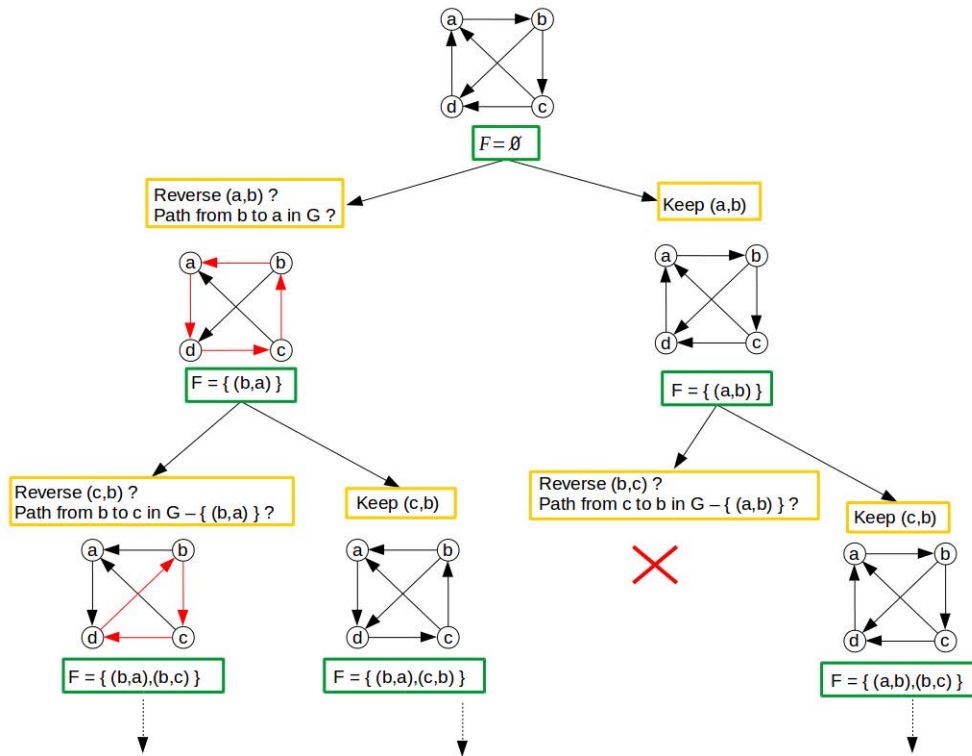 a b
d c
F = ∅
Reverse (a,b) ?
Path from b to a in G ?
Keep (a,b)
a b
d c
a b
d c
F = { (b,a) }
F = { (a,b) }
Reverse (c,b) ?
Path from b to c in G – { (b,a) } ?
Keep (c,b)
Reverse (b,c) ?
Path from c to b in G – { (a,b) } ?
Keep (c,b)
a b
d c
a b
d c
a b
d c
F = { (b,a),(b,c) }
F = { (b,a),(c,b) }
F = { (a,b),(b,c) }